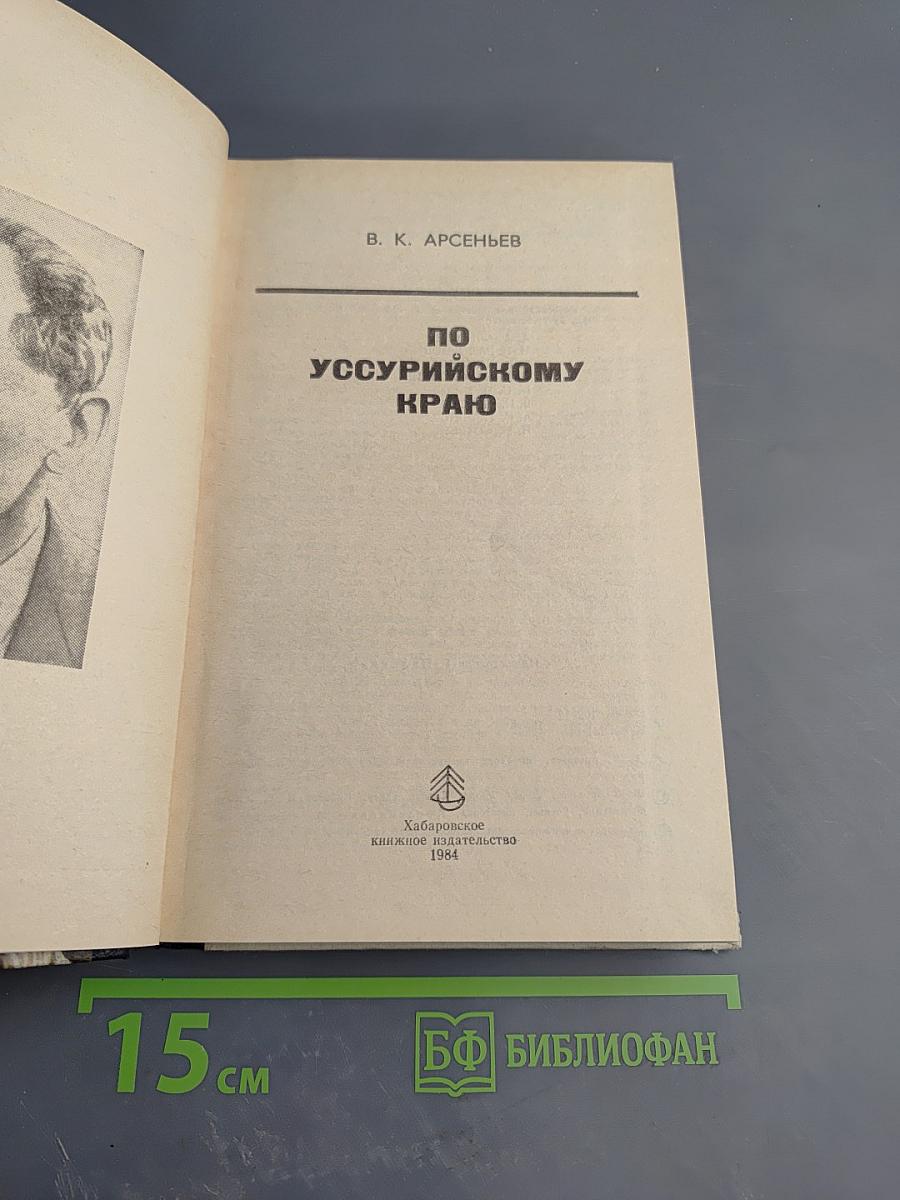 В. К. АРСЕНЬЕВ
ПО
УССУРИЙСКОМУ
КРАЮ
Хабаровское
книжное издательство
1984
15 см
БФ БИБЛИОФАН